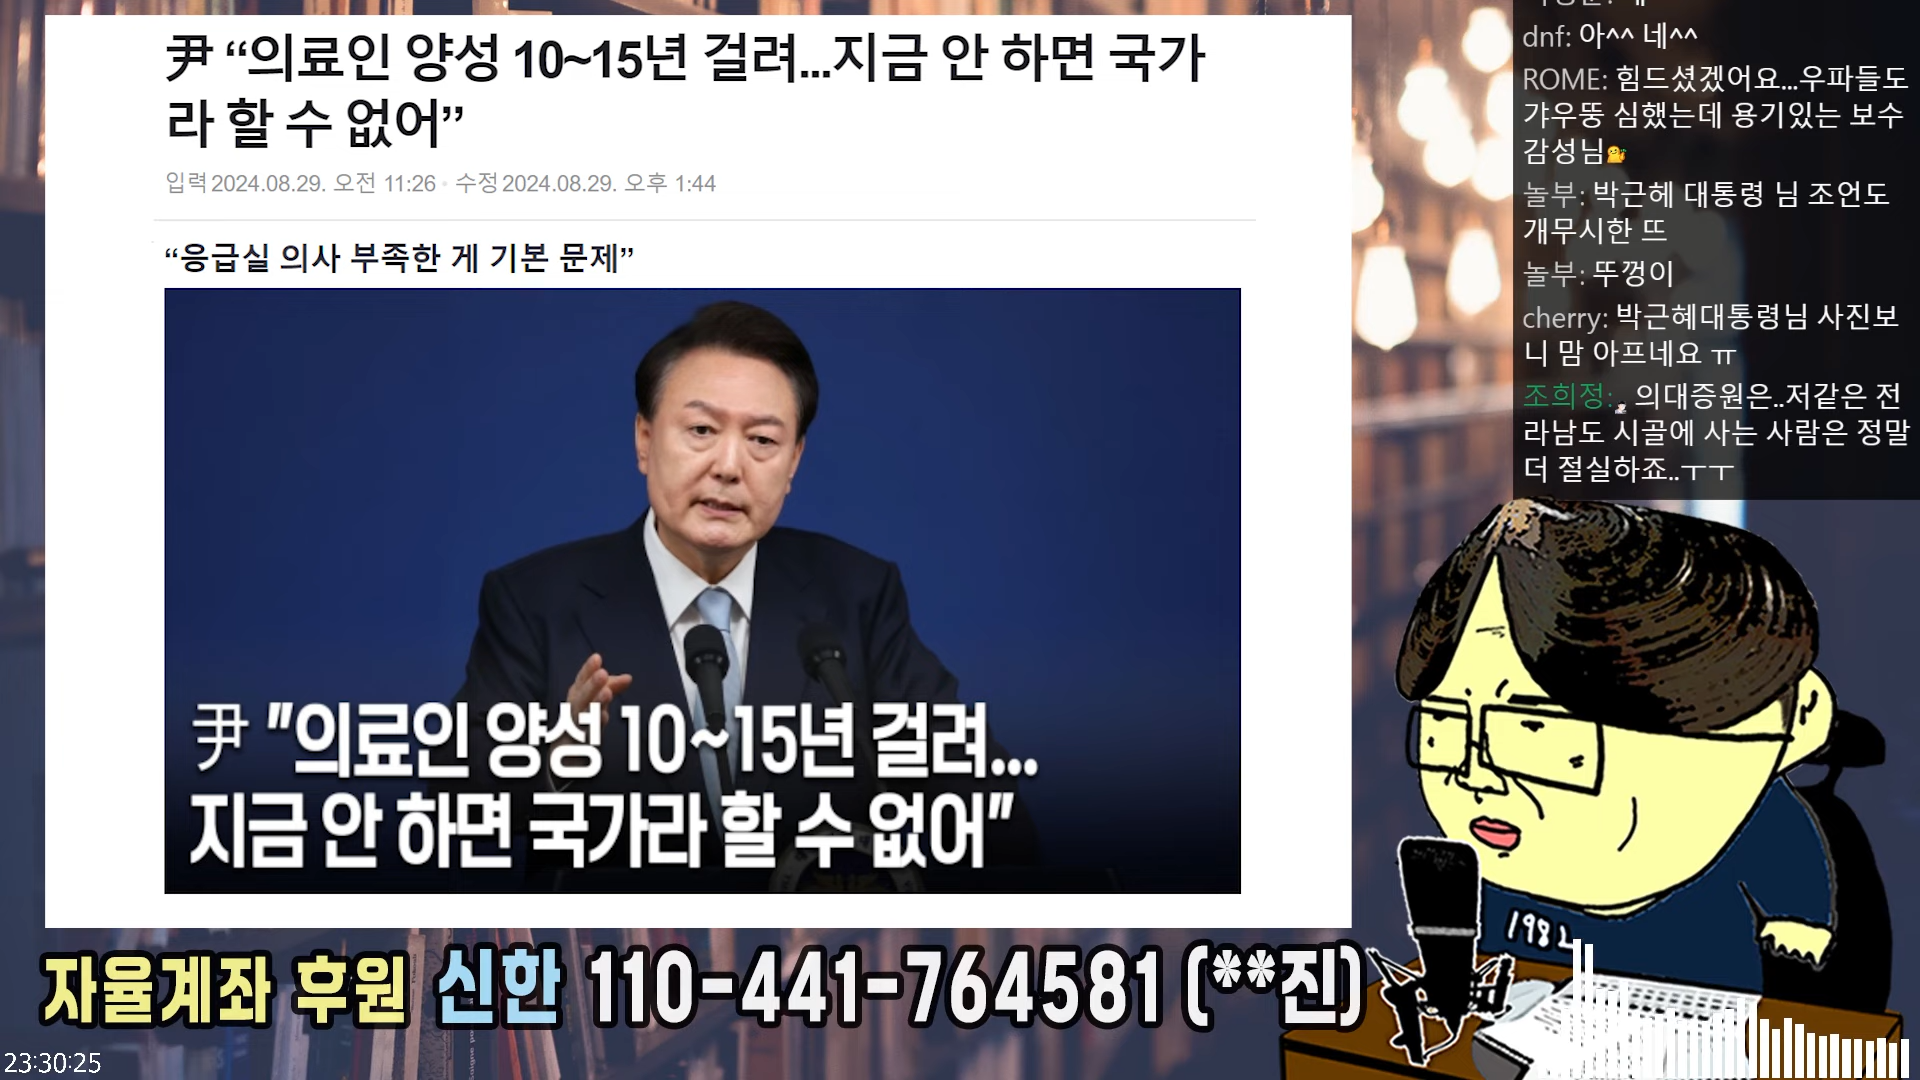 尹 “의료인 양성 10~15년 걸려...지금 안 하면 국가
라 할 수 없어”
입력 2024.08.29. 오전 11:26 · 수정 2024.08.29. 오후 1:44
“응급실 의사 부족한 게 기본 문제”
尹 "의료인 양성 10~15년 걸려...
지금 안 하면 국가라 할 수 없어"
dnf: 아^^ 네^^
ROME: 힘드셨겠어요...우파들도
갸우뚱 심했는데 용기있는 보수
감성님
놀부: 박근혜 대통령 님 조언도
개무시한 뜨
놀부: 뚜껑이
cherry: 박근혜대통령님 사진보
니 맘 아프네요 ㅠ
조희정: 의대증원은..저같은 전
라남도 시골에 사는 사람은 정말
더 절실하죠..ㅜㅜ
1982
자율계좌 후원 신한 110-441-764581 (**진)
23:30:25